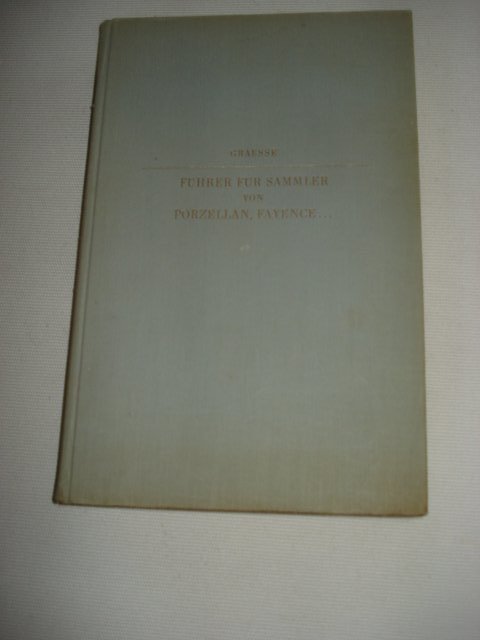 GRAESSE
FÜHRER FÜR SAMMLER
VON
PORZELLAN, FAYENCE...